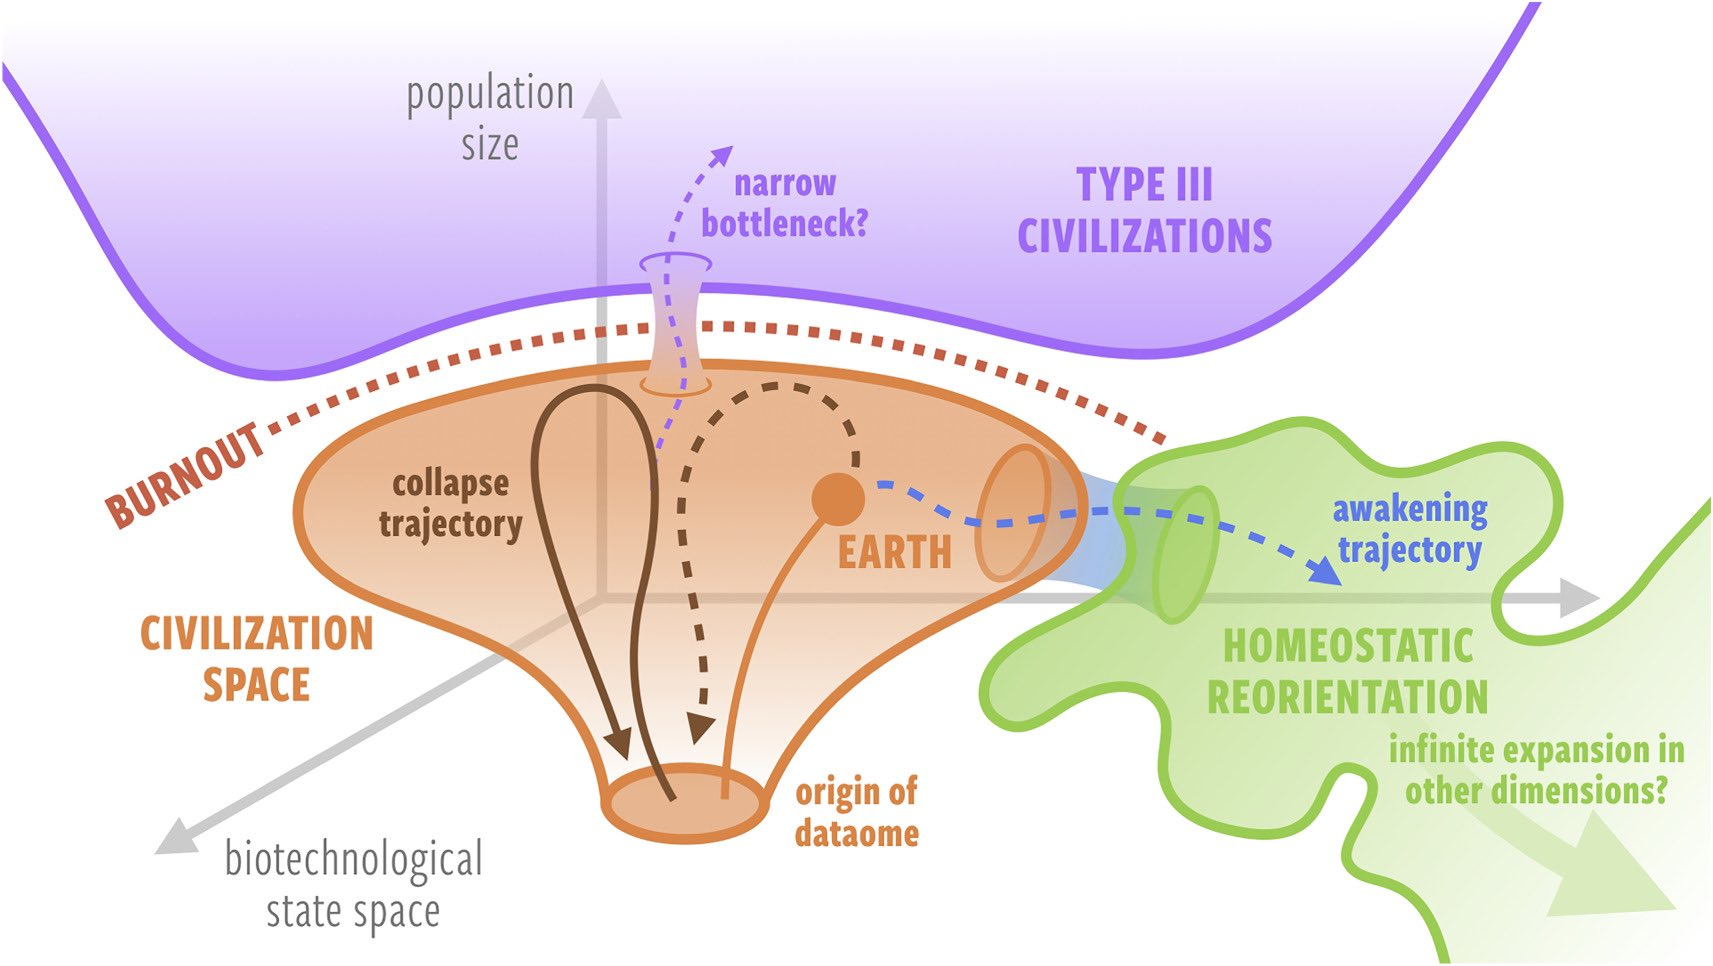 population
size
narrow
bottleneck?
TYPE III
CIVILIZATIONS
BURNOUT
collapse
trajectory
EARTH
awakening
trajectory
CIVILIZATION
SPACE
HOMEOSTATIC
REORIENTATION
infinite expansion in
other dimensions?
origin of
dataome
biotechnological
state space